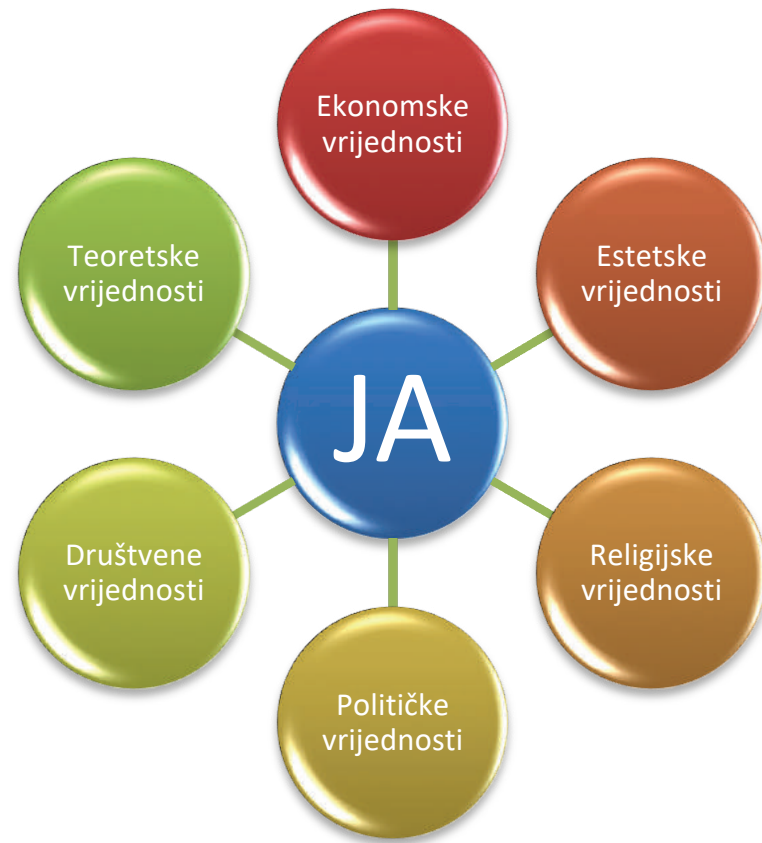 Ekonomske
vrijednosti
Estetske
vrijednosti
Religijske
vrijednosti
Političke
vrijednosti
Društvene
vrijednosti
Teoretske
vrijednosti
JA